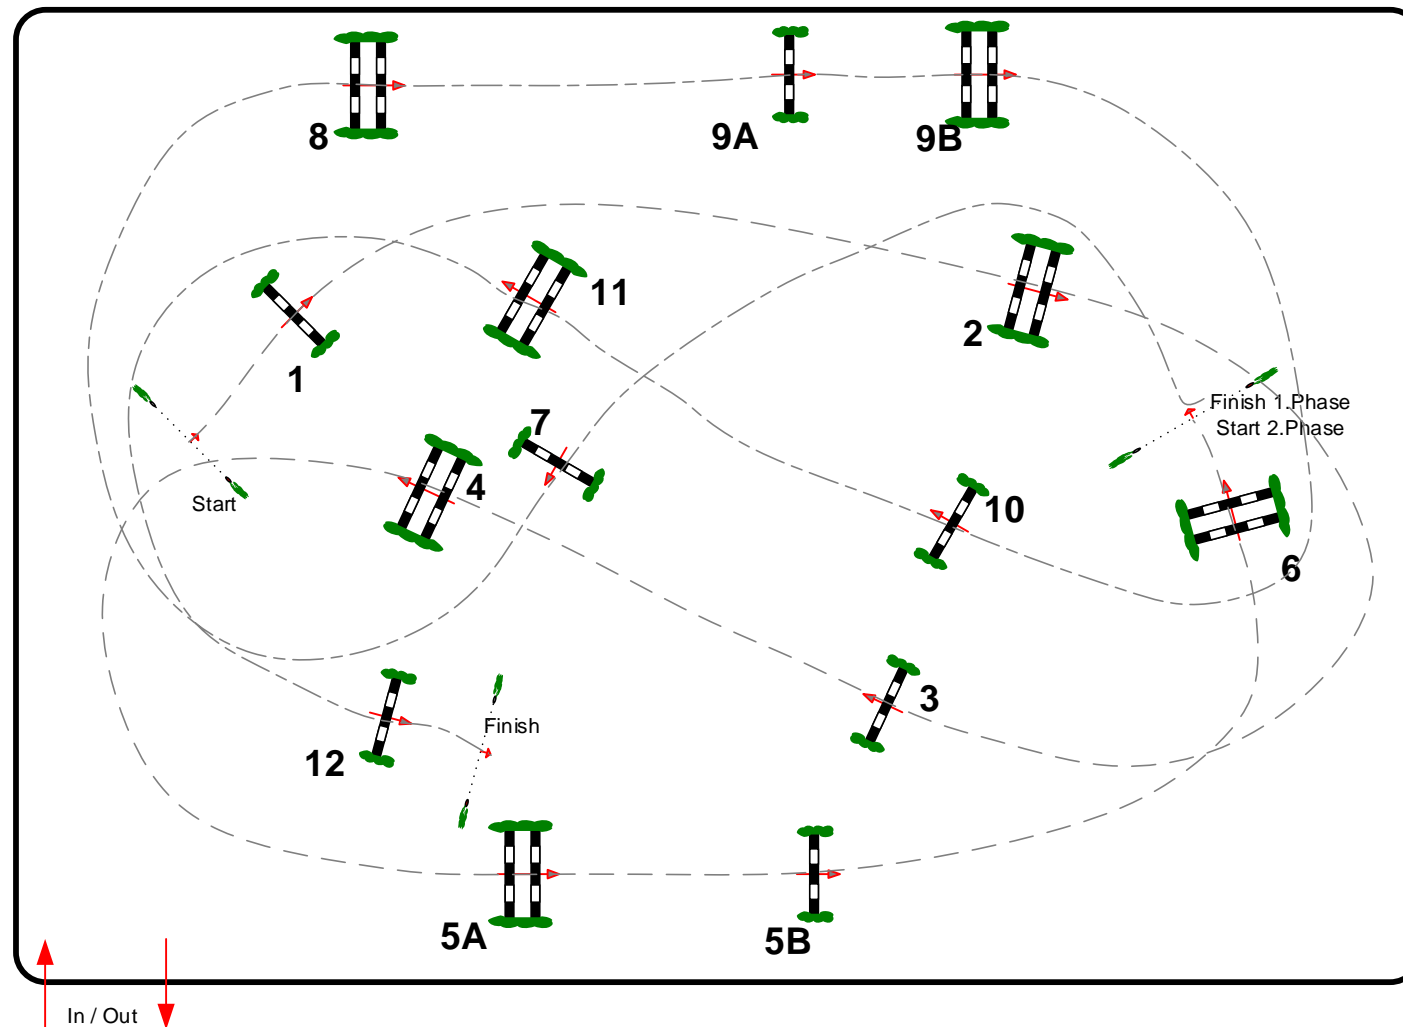 8
9A
9B
11
2
1
Finish 1.Phase
Start 2.Phase
7
4
Start
10
6
3
Finish
12
5A
5B
In / Out